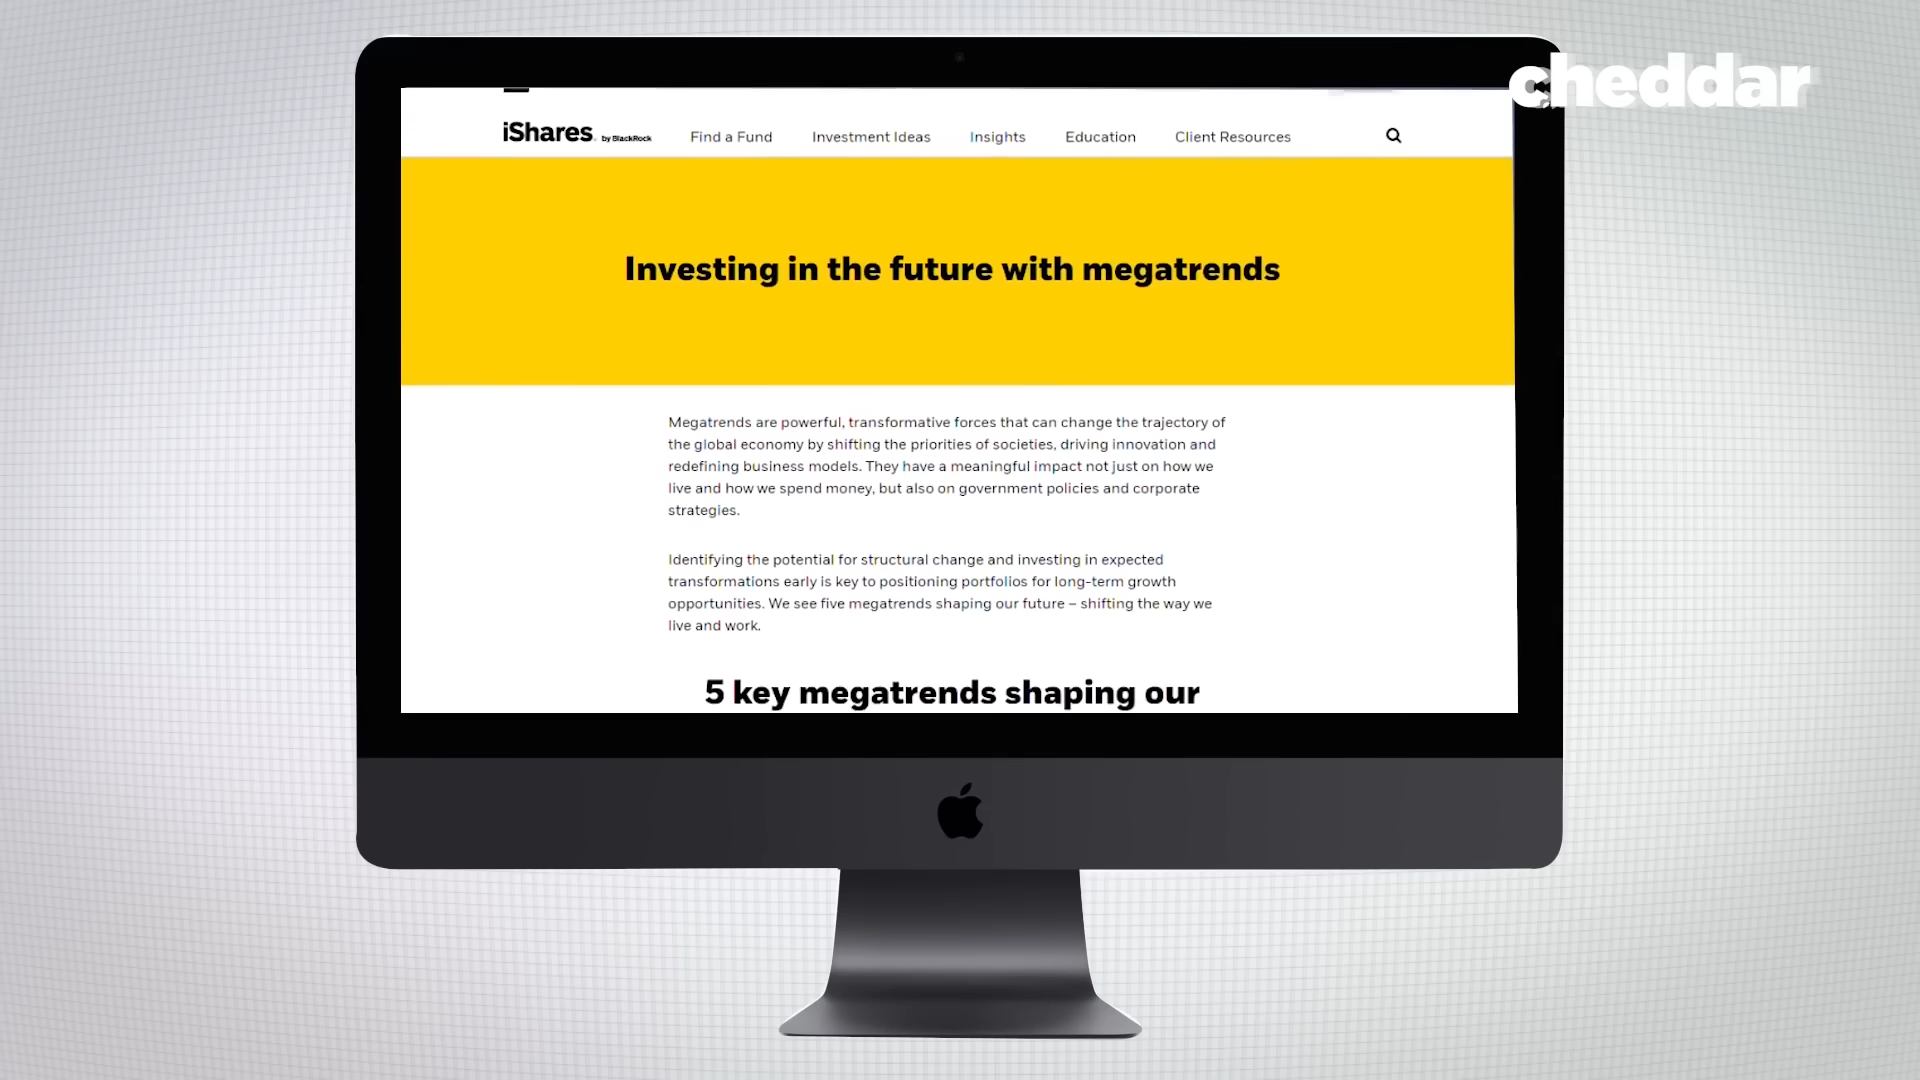 cheddar
iShares by BlackRock Find a Fund Investment Ideas Insights Education Client Resources
Investing in the future with megatrends
Megatrends are powerful, transformative forces that can change the trajectory of
the global economy by shifting the priorities of societies, driving innovation and
redefining business models. They have a meaningful impact not just on how we
live and how we spend money, but also on government policies and corporate
strategies.
Identifying the potential for structural change and investing in expected
transformations early is key to positioning portfolios for long-term growth
opportunities. We see five megatrends shaping our future – shifting the way we
live and work.
5 key megatrends shaping our